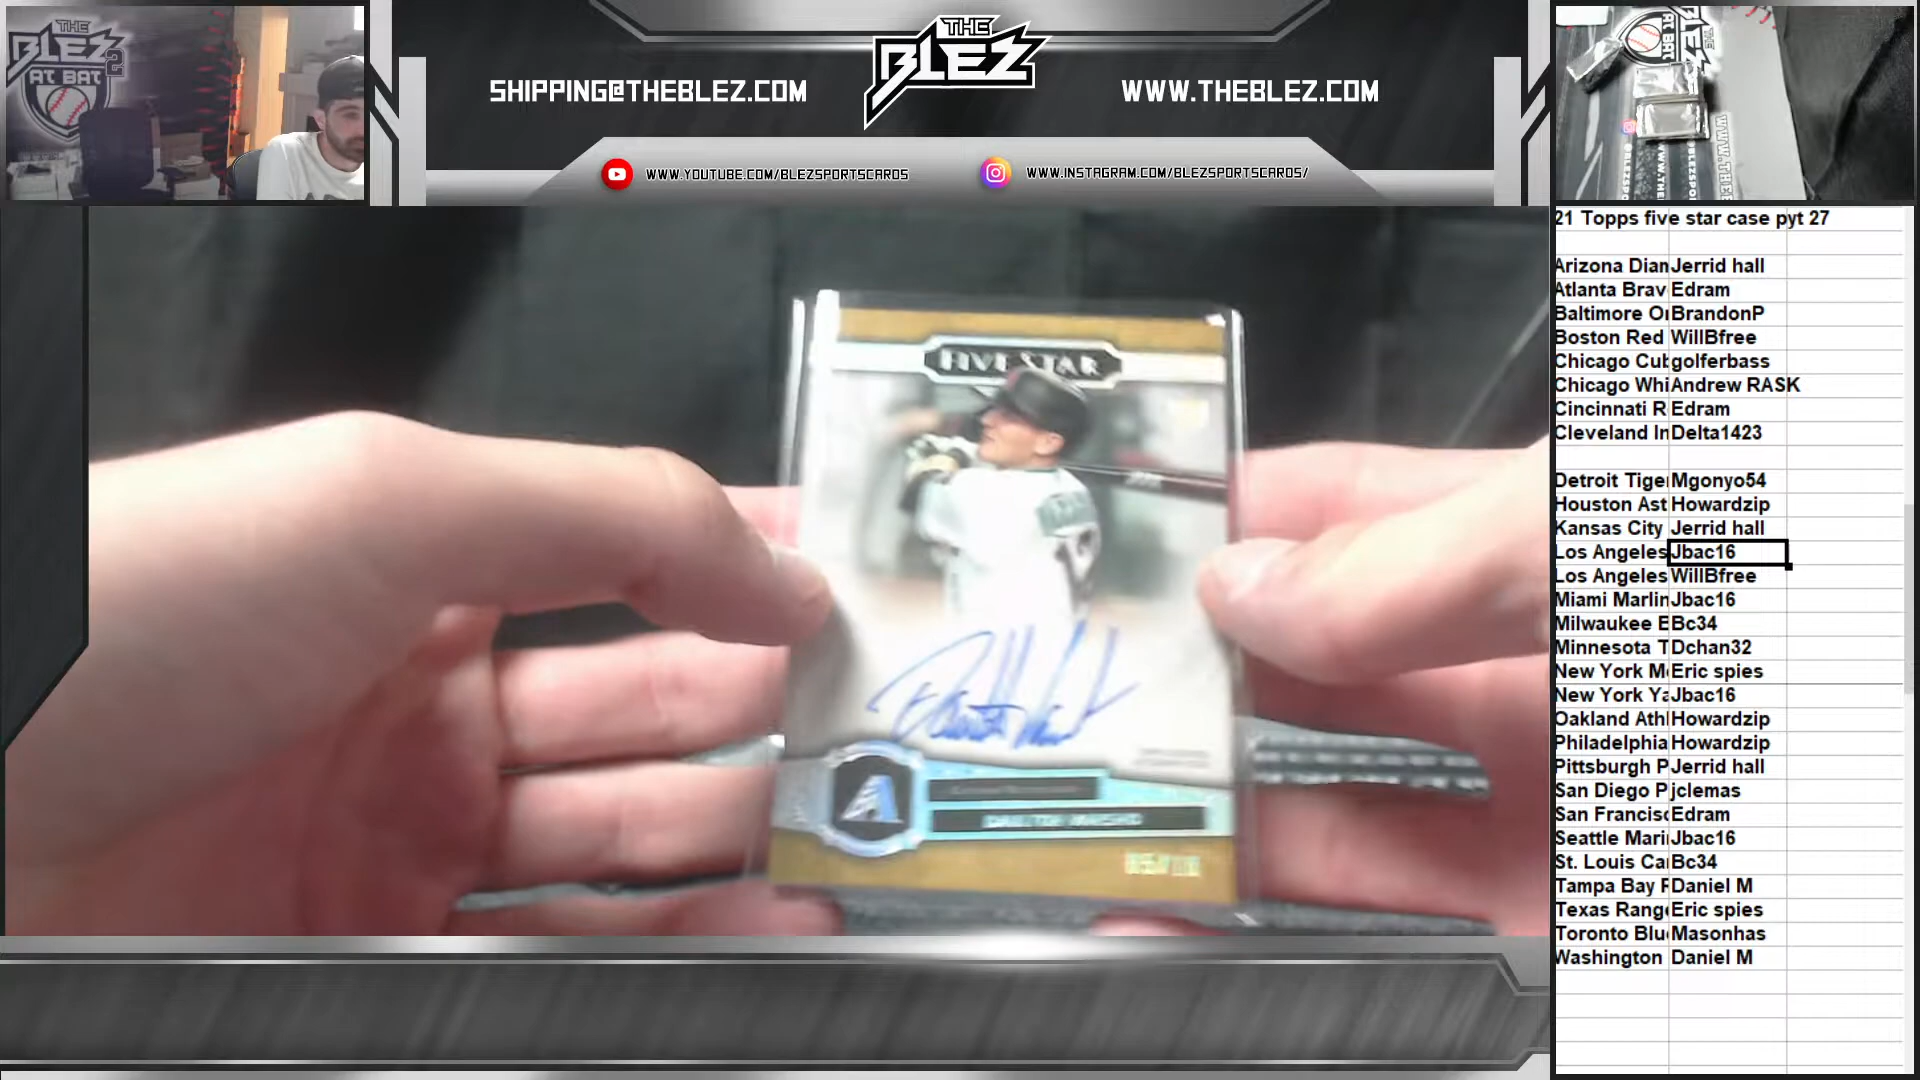 THE
BLEZ 2
AT BAT
SHIPPING@THEBLEZ.COM
THE
BLEZ
WWW.THEBLEZ.COM
WWW.YOUTUBE.COM/BLEZSPORTSCARDS
WWW.INSTAGRAM.COM/BLEZSPORTSCARDS/
FIVE STAR
21 Topps five star case pyt 27
Arizona Diam Jerrid hall
Atlanta Brav Edram
Baltimore Or BrandonP
Boston Red WillBfree
Chicago Cub golferbass
Chicago Whi Andrew RASK
Cincinnati R Edram
Cleveland In Delta1423
Detroit Tige Mgonyo54
Houston Ast Howardzip
Kansas City Jerrid hall
Los Angeles Jbac16
Los Angeles WillBfree
Miami Marlin Jbac16
Milwaukee B Bc34
Minnesota T Dchan32
New York Me Eric spies
New York Ya Jbac16
Oakland Ath Howardzip
Philadelphia Howardzip
Pittsburgh P Jerrid hall
San Diego P jclemas
San Francisc Edram
Seattle Mari Jbac16
St. Louis Ca Bc34
Tampa Bay R Daniel M
Texas Range Eric spies
Toronto Blu Masonhas
Washington Daniel M